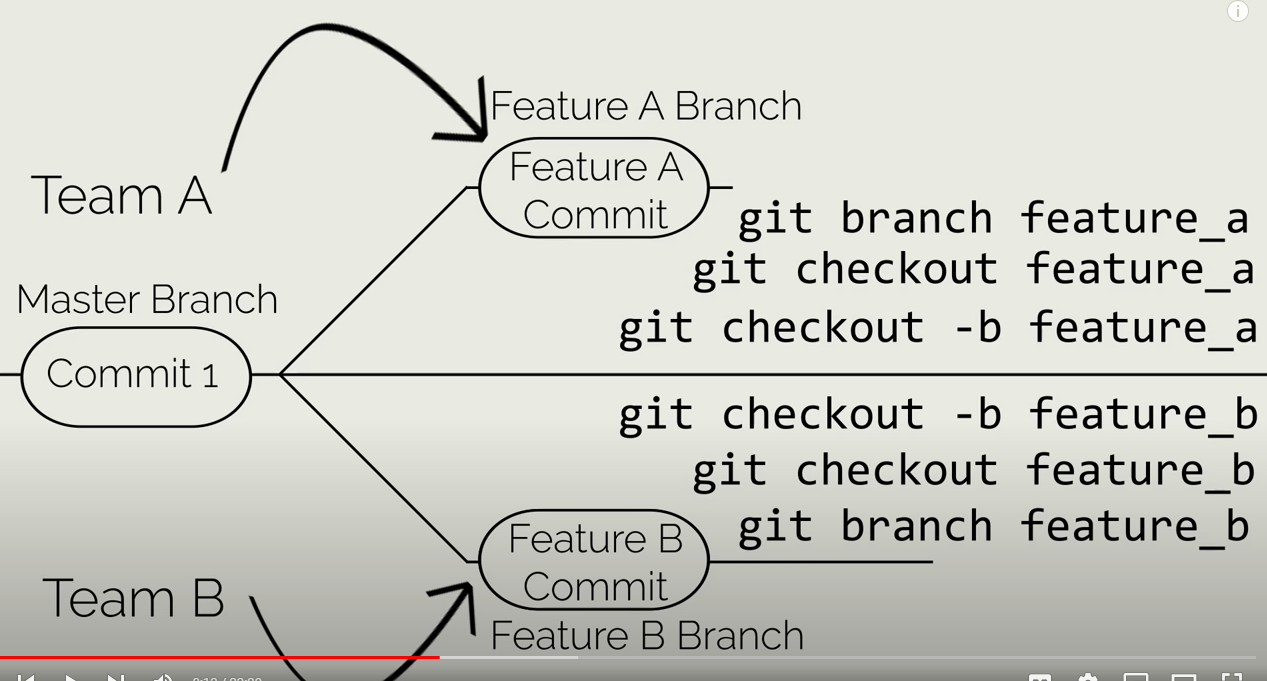 Feature A Branch
Team A
Feature A
Commit
git branch feature_a
git checkout feature_a
git checkout -b feature_a
Master Branch
Commit 1
git checkout -b feature_b
git checkout feature_b
git branch feature_b
Feature B
Commit
Team B
Feature B Branch